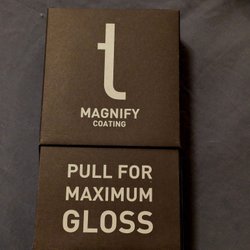 t
MAGNIFY
COATING
PULL FOR
MAXIMUM
GLOSS